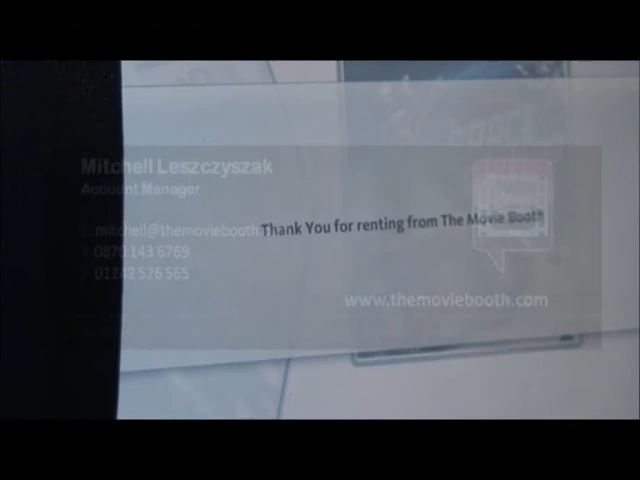 Mitchell Leszczyszak
Account Manager
mitchell@themoviebooth
Thank You for renting from The Movie Booth
0870 143 6769
01242 526 565
www.themoviebooth.com